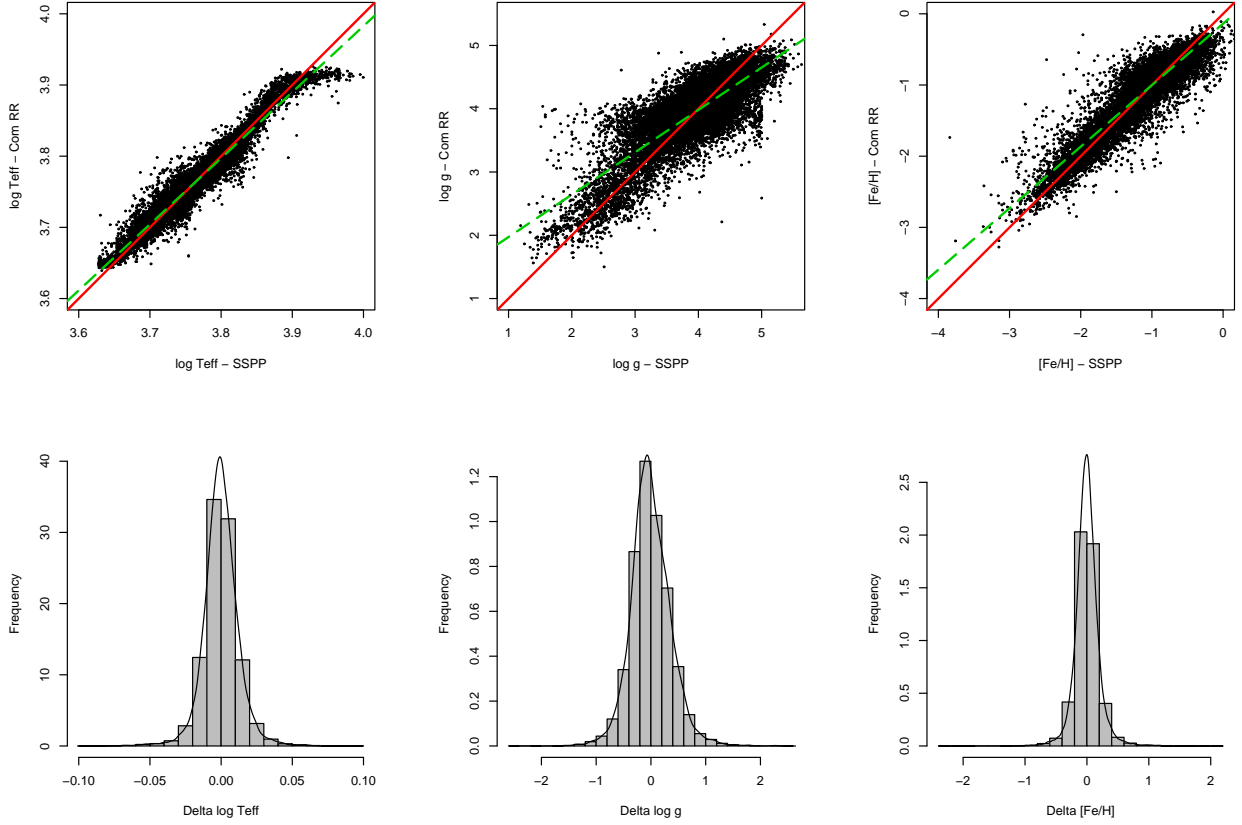 4.0
3.9
3.8
3.7
3.6
log Teff − Com RR
3.6 3.7 3.8 3.9 4.0
log Teff − SSPP
5
4
3
2
1
log g − Com RR
1 2 3 4 5
log g − SSPP
0
−1
−2
−3
−4
[Fe/H] − Com RR
−4 −3 −2 −1 0
[Fe/H] − SSPP
40
30
20
10
0
Frequency
−0.10 −0.05 0.00 0.05 0.10
Delta log Teff
1.2
1.0
0.8
0.6
0.4
0.2
0.0
Frequency
−2 −1 0 1 2
Delta log g
2.5
2.0
1.5
1.0
0.5
0.0
Frequency
−2 −1 0 1 2
Delta [Fe/H]